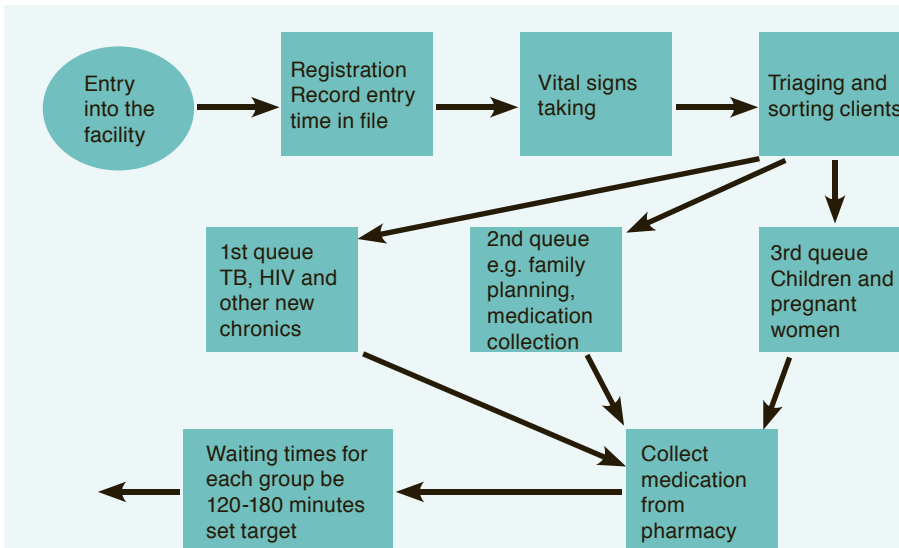 Entry
into the
facility
Registration
Record entry
time in file
Vital signs
taking
Triaging and
sorting clients
1st queue
TB, HIV and
other new
chronics
2nd queue
e.g. family
planning,
medication
collection
3rd queue
Children and
pregnant
women
Waiting times for
each group be
120-180 minutes
set target
Collect
medication
from
pharmacy